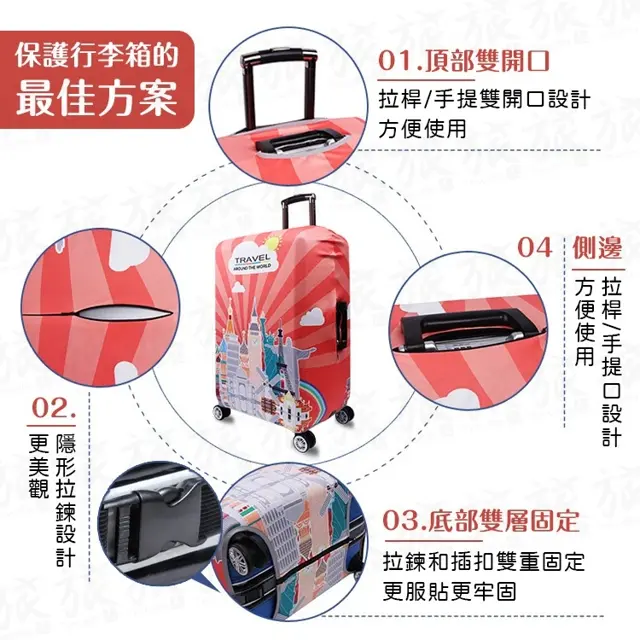 保護行李箱的
最佳方案
01.頂部雙開口
拉桿/手提雙開口設計
方便使用
TRAVEL
AROUND THE WORLD
04 側邊
拉桿/手提口設計
方便使用
02.
隱形拉鍊設計
更美觀
03.底部雙層固定
拉鍊和插扣雙重固定
更服貼更牢固